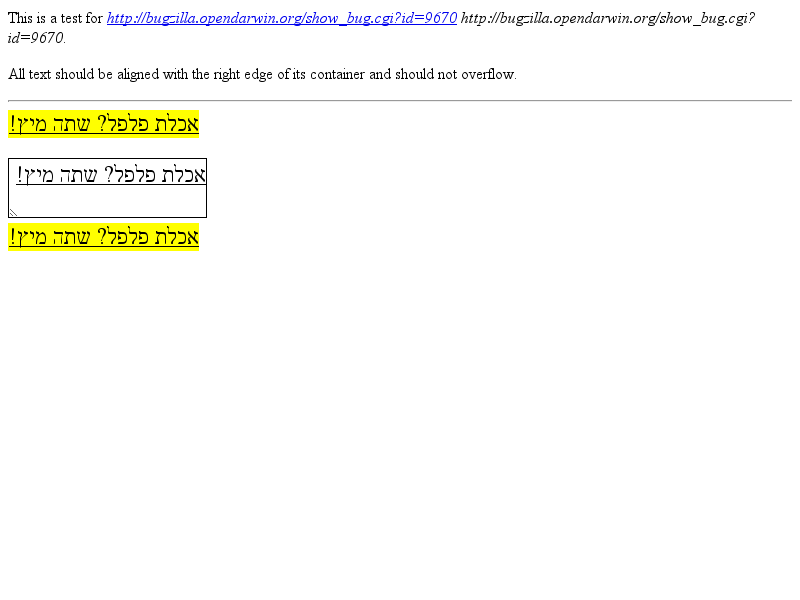 This is a test for http://bugzilla.opendarwin.org/show_bug.cgi?id=9670 http://bugzilla.opendarwin.org/show_bug.cgi?
id=9670.
All text should be aligned with the right edge of its container and should not overflow.
אכלת פלפל? שתה מיץ!
אכלת פלפל? שתה מיץ!
אכלת פלפל? שתה מיץ!